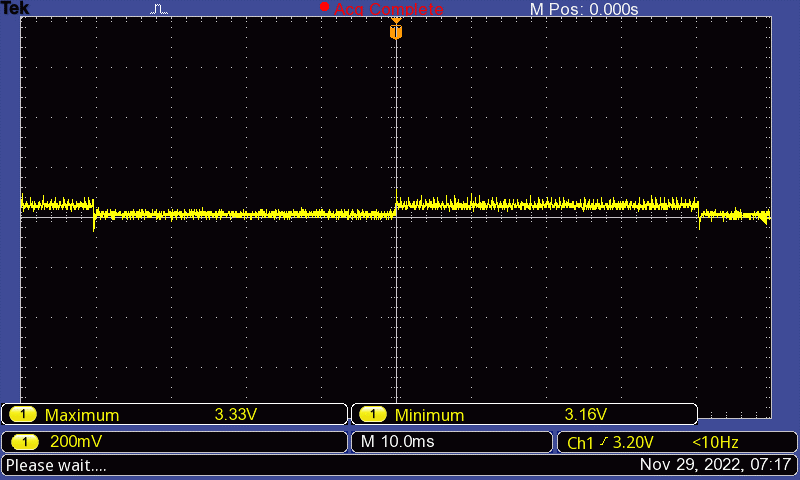 Tek Acq Complete M Pos: 0.000s
T
1 Maximum 3.33V 1 Minimum 3.16V
1 200mV M 10.0ms Ch1 / 3.20V <10Hz
Please wait.... Nov 29, 2022, 07:17